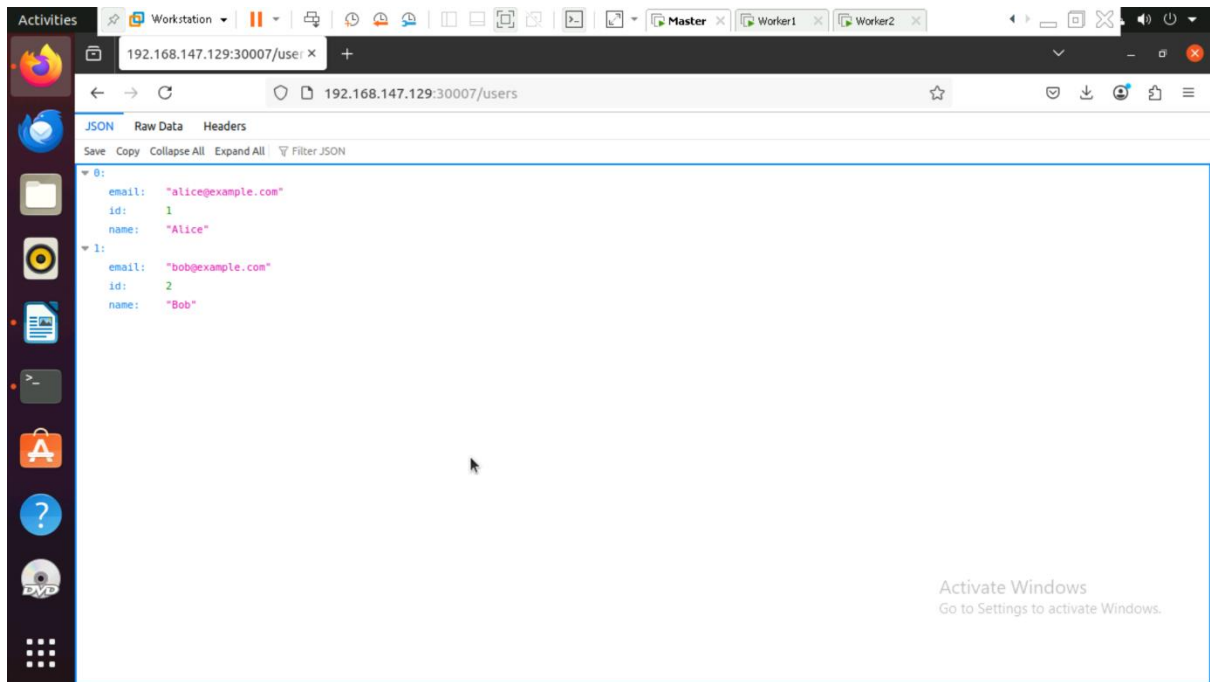 Activities Workstation Master Worker1 Worker2
192.168.147.129:30007/user
192.168.147.129:30007/users
JSON Raw Data Headers
Save Copy Collapse All Expand All Filter JSON
0:
email: "alice@example.com"
id: 1
name: "Alice"
1:
email: "bob@example.com"
id: 2
name: "Bob"
DVD
Activate Windows
Go to Settings to activate Windows.